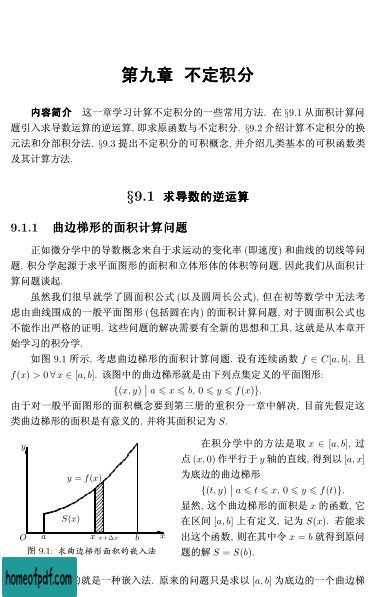 第九章 不定积分
内容简介 这一章学习计算不定积分的一些常用方法. 在 §9.1 从面积计算问
题引入求导数运算的逆运算, 即求原函数与不定积分. §9.2 介绍计算不定积分的换
元法和分部积分法. §9.3 提出不定积分的可积概念, 并介绍几类基本的可积函数类
及其计算方法.
§9.1 求导数的逆运算
9.1.1 曲边梯形的面积计算问题
正如微分学中的导数概念来自于求运动的变化率 (即速度) 和曲线的切线等问
题, 积分学起源于求平面图形的面积和立体形体的体积等问题. 因此我们从面积计
算问题谈起.
虽然我们很早就学了圆面积公式 (以及圆周长公式), 但在初等数学中无法考
虑由曲线围成的一般平面图形 (包括圆在内) 的面积计算问题, 对于圆面积公式也
不能作出严格的证明. 这些问题的解决需要有全新的思想和工具, 这就是从本章开
始学习的积分学.
如图 9.1 所示, 考虑曲边梯形的面积计算问题. 设有连续函数 f ∈ C[a, b], 且
f(x) > 0 ∀ x ∈ [a, b]. 该图中的曲边梯形就是由下列点集定义的平面图形:
{(x, y) | a ⩽ x ⩽ b, 0 ⩽ y ⩽ f(x)}.
由于对一般平面图形的面积概念要到第三册的重积分一章中解决, 目前先假定这
类曲边梯形的面积是有意义的, 并将其面积记为 S.
y
y = f(x)
S(x)
O a x x+Δx b x
图 9.1: 求曲边梯形面积的嵌入法
在积分学中的方法是取 x ∈ [a, b], 过
点 (x, 0) 作平行于 y 轴的直线, 得到以 [a, x]
为底边的曲边梯形
{(t, y) | a ⩽ t ⩽ x, 0 ⩽ y ⩽ f(t)}.
显然, 这个曲边梯形的面积是 x 的函数, 它
在区间 [a, b] 上有定义, 记为 S(x). 若能求
出这个函数, 则在其中令 x = b 就得到原问
题的解 S = S(b).
的就是一种嵌入法. 原来的问题只是求以 [a, b] 为底边的一个曲边梯
homeofpdf.com